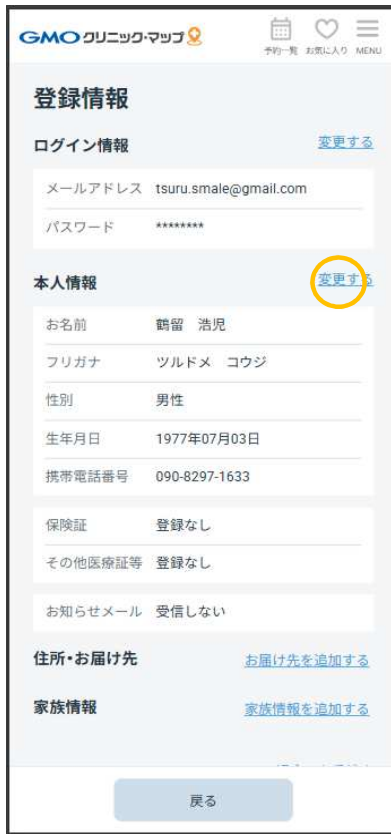 GMO クリニック・マップ
予約一覧 お気に入り MENU
登録情報
ログイン情報 変更する
メールアドレス tsuru.smale@gmail.com
パスワード ********
本人情報 変更する
お名前 鶴留 浩児
フリガナ ツルドメ コウジ
性別 男性
生年月日 1977年07月03日
携帯電話番号 090-8297-1633
保険証 登録なし
その他医療証等 登録なし
お知らせメール 受信しない
住所・お届け先 お届け先を追加する
家族情報 家族情報を追加する
戻る